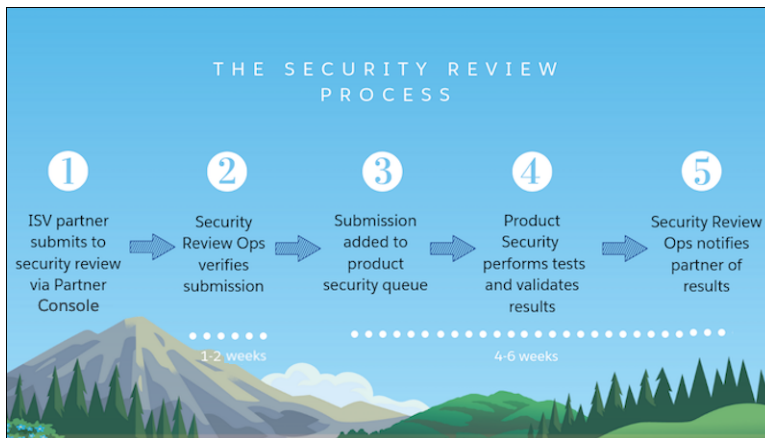 THE SECURITY REVIEW
PROCESS
1
ISV partner
submits to
security review
via Partner
Console
2
Security
Review Ops
verifies
submission
3
Submission
added to
product
security queue
4
Product
Security
performs tests
and validates
results
5
Security Review
Ops notifies
partner of
results
1-2 weeks
4-6 weeks